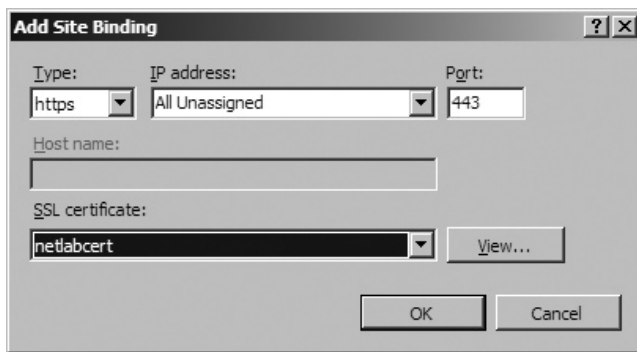 Add Site Binding
Type: IP address: Port:
https All Unassigned 443
Host name:
SSL certificate:
netlabcert View...
OK Cancel